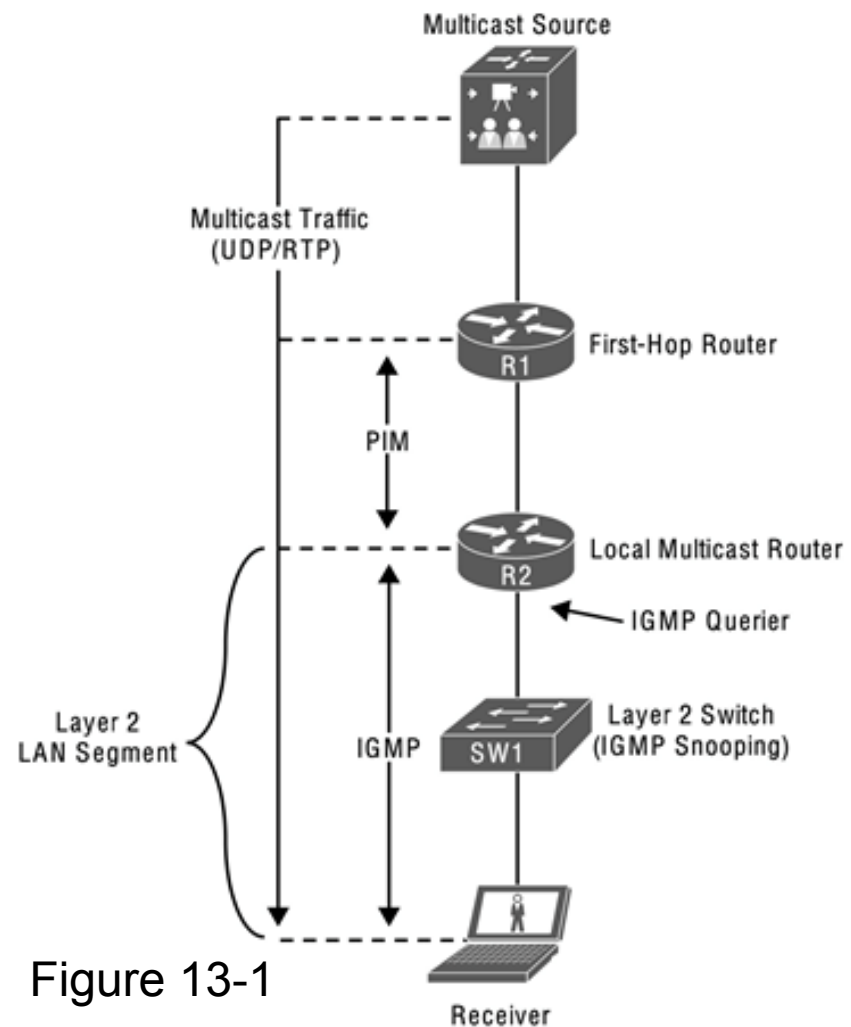 Multicast Source
Multicast Traffic
(UDP/RTP)
R1
First-Hop Router
PIM
R2
Local Multicast Router
IGMP Querier
Layer 2
LAN Segment
IGMP
SW1
Layer 2 Switch
(IGMP Snooping)
Figure 13-1
Receiver